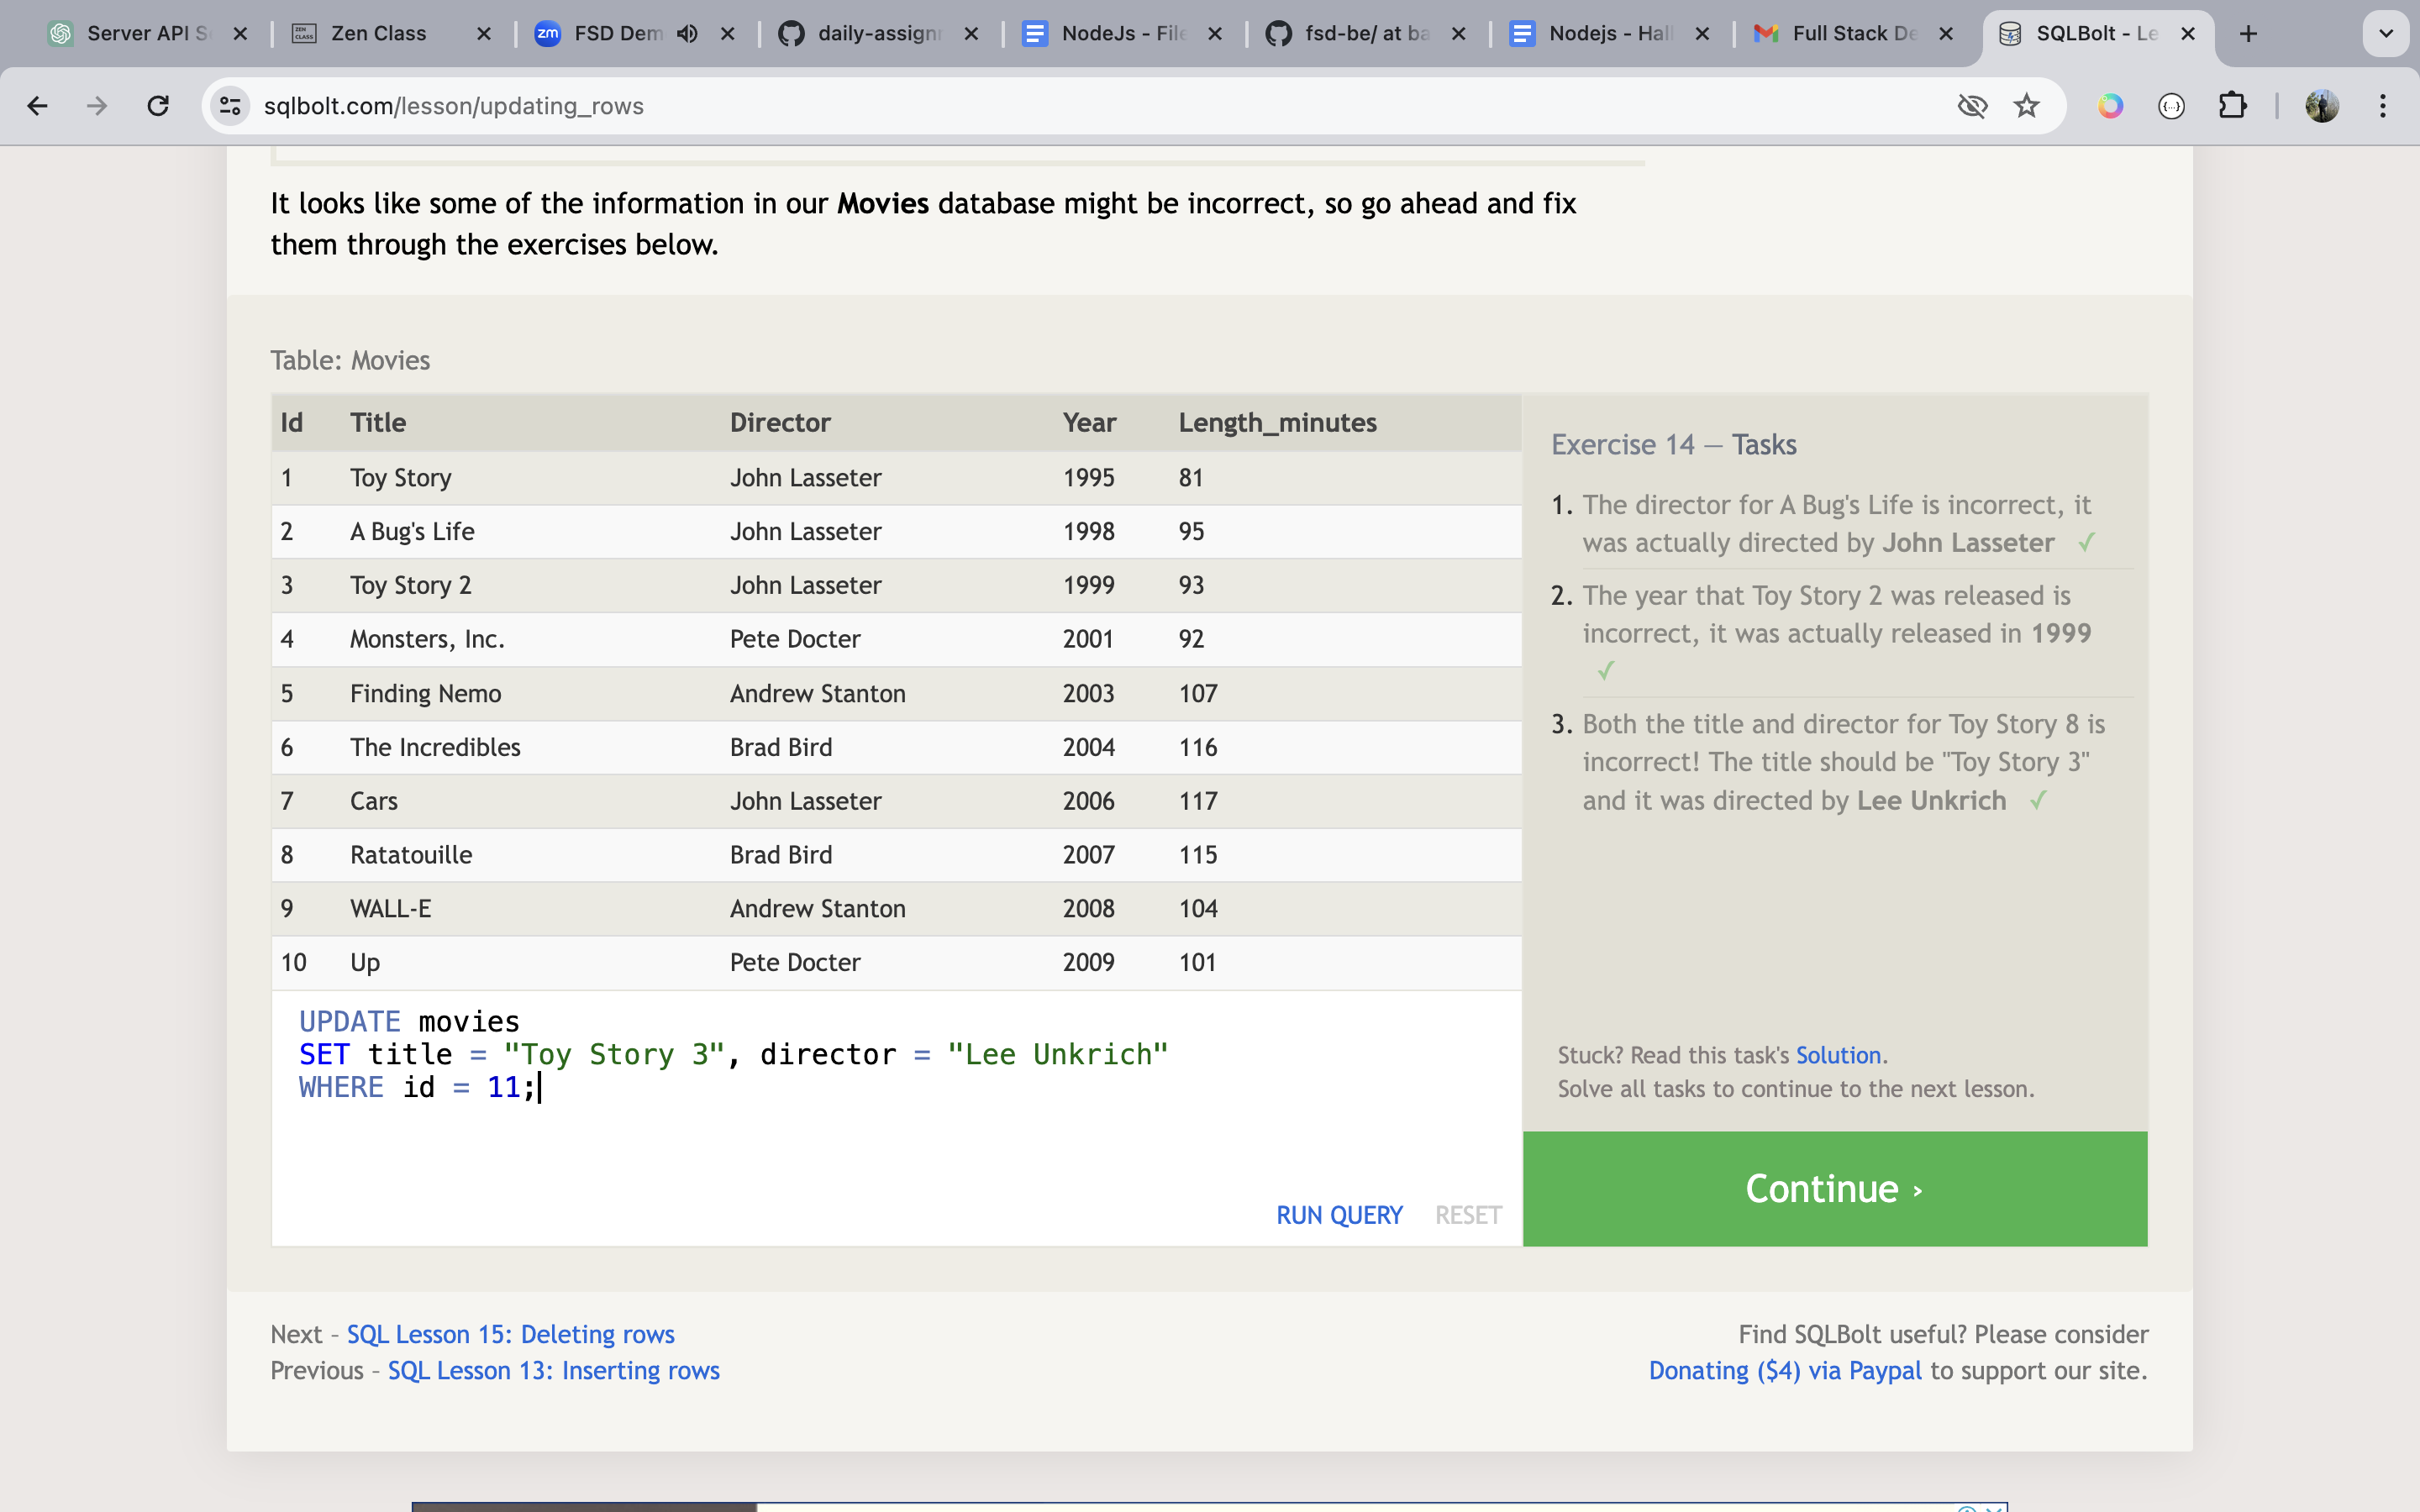 Server API S
Zen Class
FSD Dem
daily-assign
NodeJs - File
fsd-be/ at ba
Nodejs - Hall
Full Stack De
SQLBolt - Le
sqlbolt.com/lesson/updating_rows
It looks like some of the information in our Movies database might be incorrect, so go ahead and fix
them through the exercises below.
Table: Movies
Id Title Director Year Length_minutes
1 Toy Story John Lasseter 1995 81
2 A Bug's Life John Lasseter 1998 95
3 Toy Story 2 John Lasseter 1999 93
4 Monsters, Inc. Pete Docter 2001 92
5 Finding Nemo Andrew Stanton 2003 107
6 The Incredibles Brad Bird 2004 116
7 Cars John Lasseter 2006 117
8 Ratatouille Brad Bird 2007 115
9 WALL-E Andrew Stanton 2008 104
10 Up Pete Docter 2009 101
UPDATE movies
SET title = "Toy Story 3", director = "Lee Unkrich"
WHERE id = 11;
RUN QUERY RESET
Exercise 14 — Tasks
1. The director for A Bug's Life is incorrect, it
was actually directed by John Lasseter ✓
2. The year that Toy Story 2 was released is
incorrect, it was actually released in 1999
✓
3. Both the title and director for Toy Story 8 is
incorrect! The title should be "Toy Story 3"
and it was directed by Lee Unkrich ✓
Stuck? Read this task's Solution.
Solve all tasks to continue to the next lesson.
Continue ›
Next – SQL Lesson 15: Deleting rows
Previous – SQL Lesson 13: Inserting rows
Find SQLBolt useful? Please consider
Donating ($4) via Paypal to support our site.